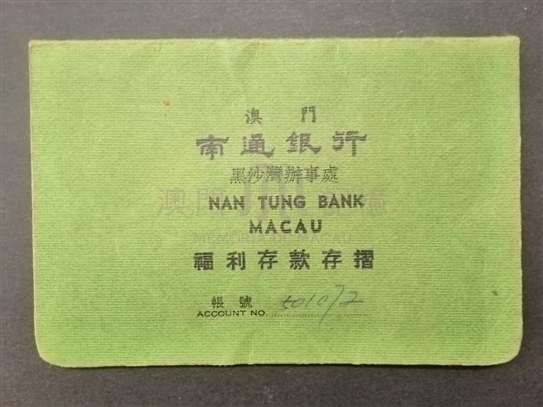 澳門
南通銀行
黑沙灣辦事處
NAN TUNG BANK
MACAU
福利存款存摺
帳號
ACCOUNT NO. 501072